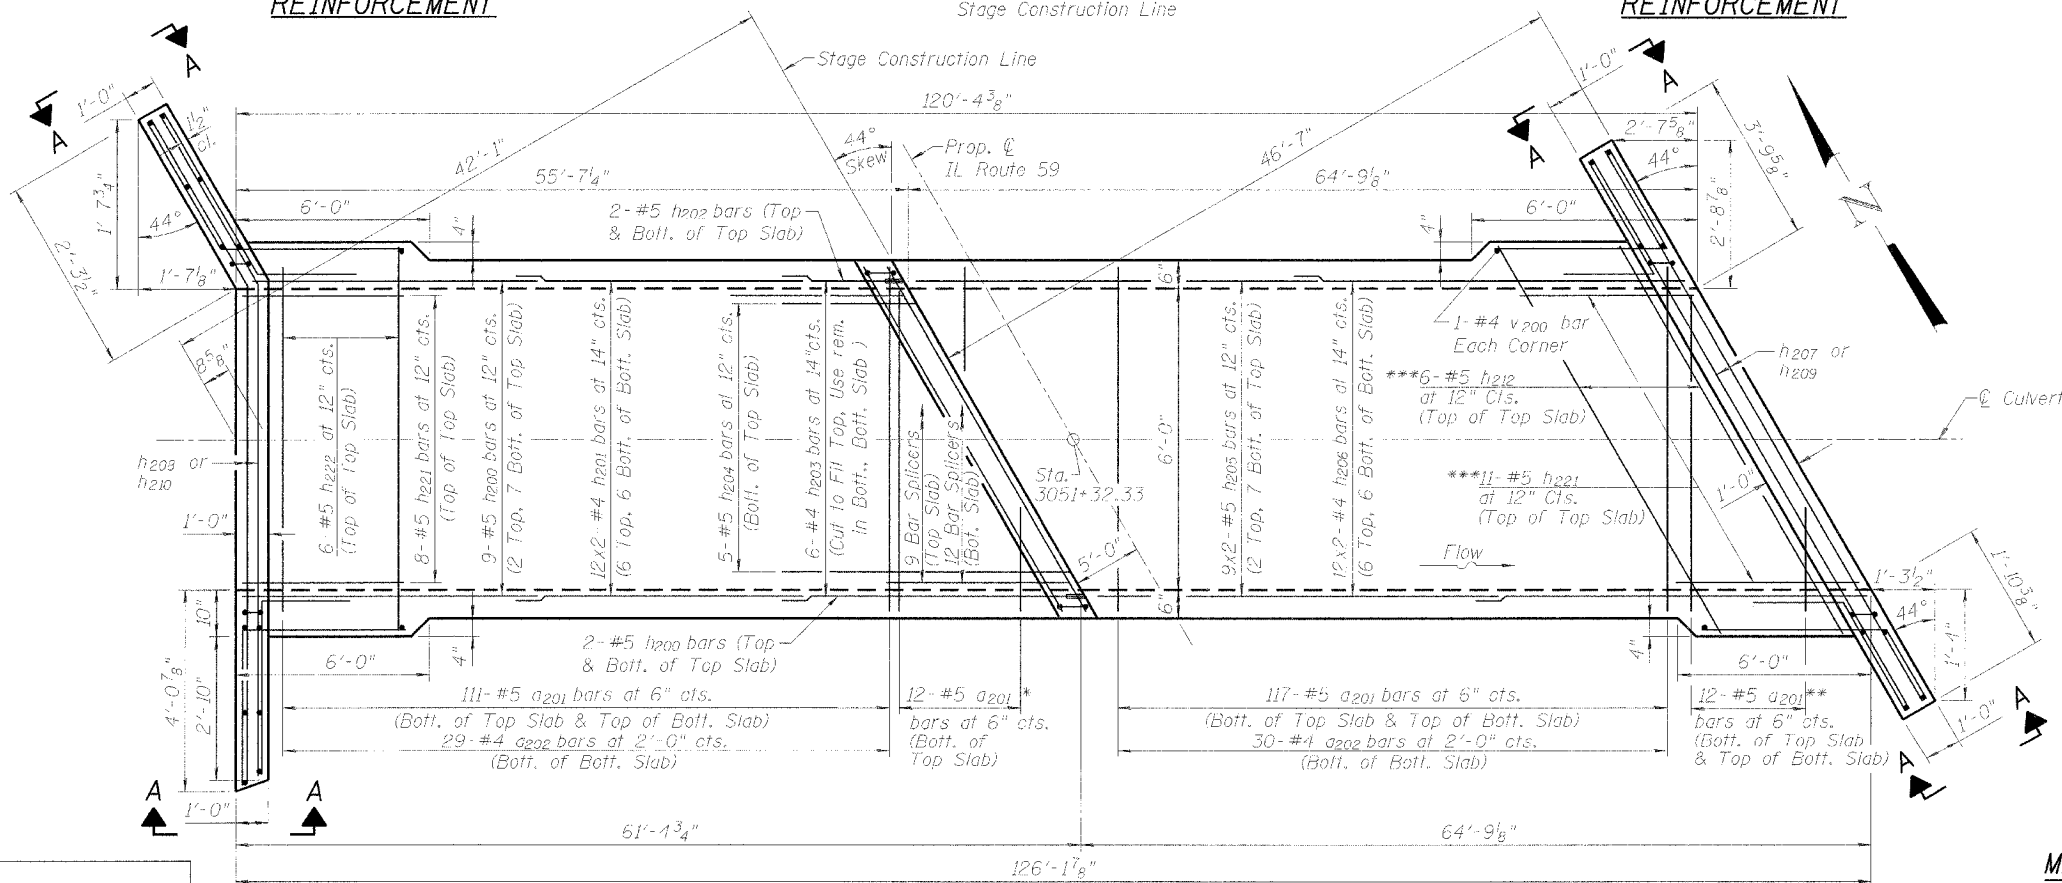 REINFORCEMENT
Stage Construction Line
REINFORCEMENT
A
A
A
A
1'-0"
1½"
cl.
1'-7¾"
44°
2'-3½"
1'-7⅛"
8⅝"
Stage Construction Line
120'-4⅜"
42'-1"
44°
Skew
Prop. ℄
IL Route 59
46'-7"
55'-7¼"
64'-9⅛"
6'-0"
4"
2-#5 h202 bars (Top
& Bott. of Top Slab)
4"
6'-0"
1'-0"
A
A
2'-7⅝"
44°
3'-9⅝"
2'-8⅞"
N
6-#5 h222 at 12" cts.
(Top of Top Slab)
8-#5 h221 bars at 12" cts.
(Top of Top Slab)
9-#5 h200 bars at 12" cts.
(2 Top, 7 Bott. of Top Slab)
12x2-#4 h201 bars at 14" cts.
(6 Top, 6 Bott. of Bott. Slab)
5-#5 h204 bars at 12" cts.
(Bott. of Top Slab)
6-#4 h203 bars at 14"cts.
(Cut to Fit Top, Use rem.
in Bott., Bott. Slab )
9 Bar Splicers
(Top Slab)
12 Bar Splicers
(Bot. Slab)
6"
6'-0"
6"
Sta.
3051+32.33
5'-0"
9x2-#5 h205 bars at 12" cts.
(2 Top, 7 Bott. of Top Slab)
12x2-#4 h206 bars at 14" cts.
(6 Top, 6 Bott. of Bott. Slab)
1-#4 v200 bar
Each Corner
***6-#5 h212
at 12" Cts.
(Top of Top Slab)
***11-#5 h221
at 12" Cts.
(Top of Top Slab)
1'-0"
Flow
h207 or
h209
℄ Culvert
h208 or
h210
1'-0"
10"
4'-0⅞"
2'-10"
6'-0"
4"
2-#5 h200 bars (Top
& Bott. of Top Slab)
4"
6'-0"
1'-3½"
44°
1'-10⅜"
1'-4"
111-#5 a201 bars at 6" cts.
(Bott. of Top Slab & Top of Bott. Slab)
29-#4 a202 bars at 2'-0" cts.
(Bott. of Bott. Slab)
12-#5 a201 *
bars at 6" cts.
(Bott. of
Top Slab)
117-#5 a201 bars at 6" cts.
(Bott. of Top Slab & Top of Bott. Slab)
30-#4 a202 bars at 2'-0" cts.
(Bott. of Bott. Slab)
12-#5 a201**
bars at 6" cts.
(Bott. of Top Slab
& Top of Bott. Slab)
1'-0"
A
A
A
A
1'-0"
61'-4¾"
64'-9⅛"
126'-1⅞"
M